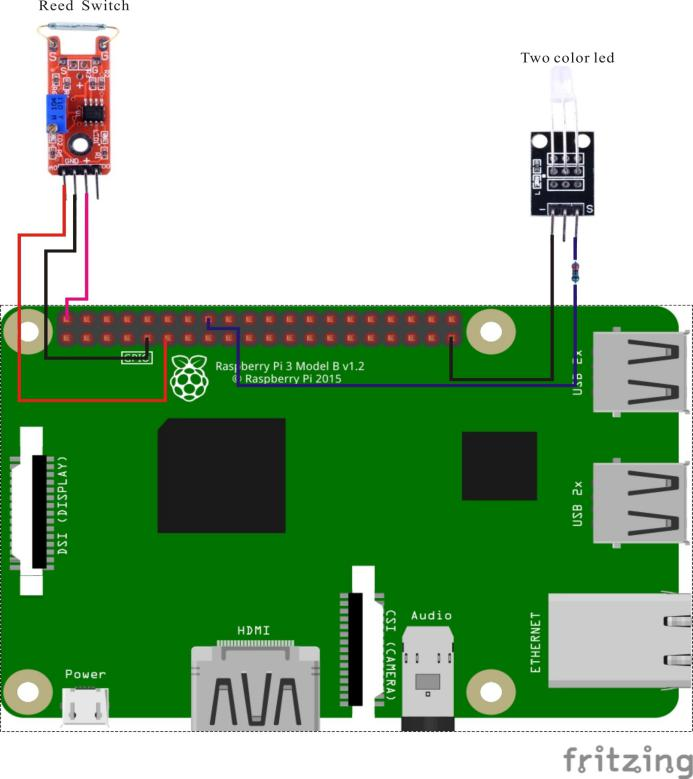 Reed Switch
Two color led
S
G
S
G
GND
+
-
S
GPIO
Raspberry Pi 3 Model B v1.2
© Raspberry Pi 2015
USB 2x
DSI (DISPLAY)
USB 2x
HDMI
Audio
CSI (CAMERA)
ETHERNET
Power
fritzing